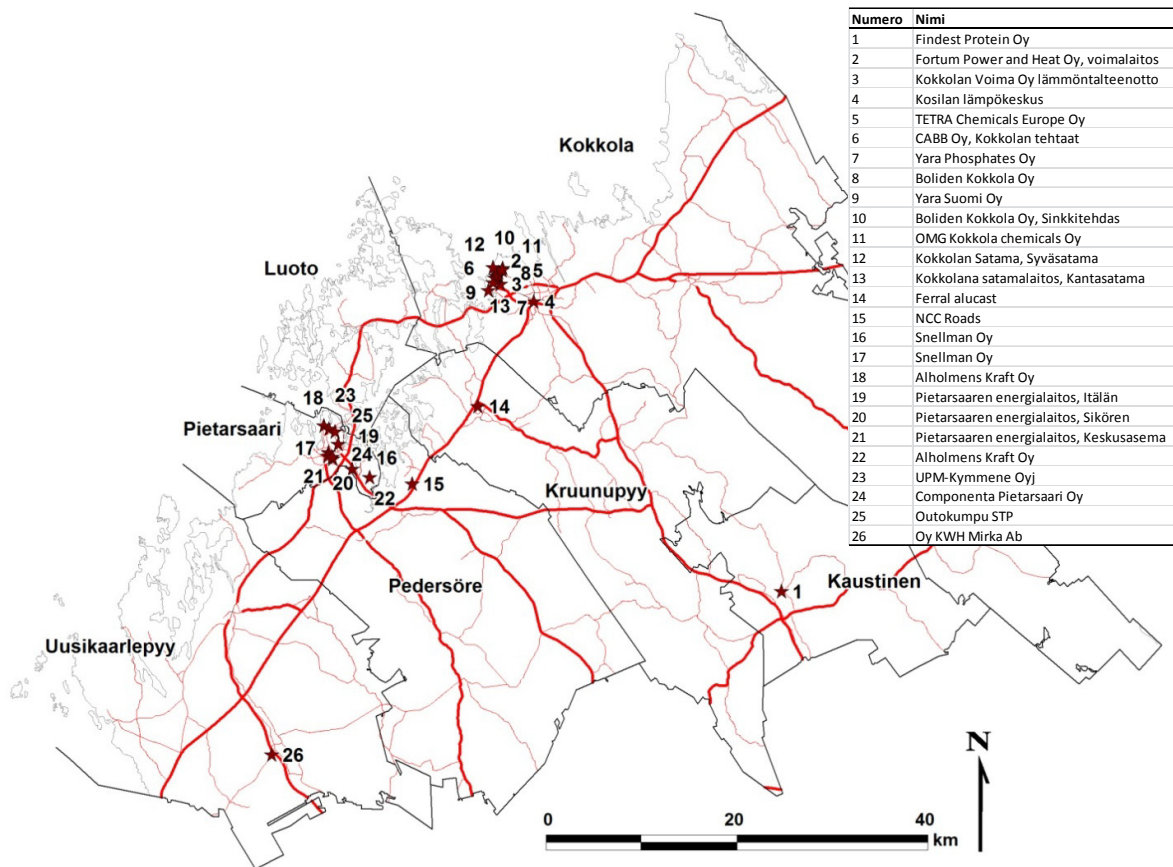 Numero Nimi
1 Findest Protein Oy
2 Fortum Power and Heat Oy, voimalaitos
3 Kokkolan Voima Oy lämmöntalteenotto
4 Kosilan lämpökeskus
5 TETRA Chemicals Europe Oy
6 CABB Oy, Kokkolan tehtaat
7 Yara Phosphates Oy
8 Boliden Kokkola Oy
9 Yara Suomi Oy
10 Boliden Kokkola Oy, Sinkkitehdas
11 OMG Kokkola chemicals Oy
12 Kokkolan Satama, Syväsatama
13 Kokkolana satamalaitos, Kantasatama
14 Ferral alucast
15 NCC Roads
16 Snellman Oy
17 Snellman Oy
18 Alholmens Kraft Oy
19 Pietarsaaren energialaitos, Itälän
20 Pietarsaaren energialaitos, Sikören
21 Pietarsaaren energialaitos, Keskusasema
22 Alholmens Kraft Oy
23 UPM-Kymmene Oyj
24 Componenta Pietarsaari Oy
25 Outokumpu STP
26 Oy KWH Mirka Ab
Kokkola
10
12 11
Luoto
6 2 8 5
9 3
13 7 4
23
18
25
14
Pietarsaari
19
17 24 16
21 20 15
22
Kruunupyy
Pedersöre
Kaustinen
1
Uusikaarlepyy
26
N
0 20 40
km